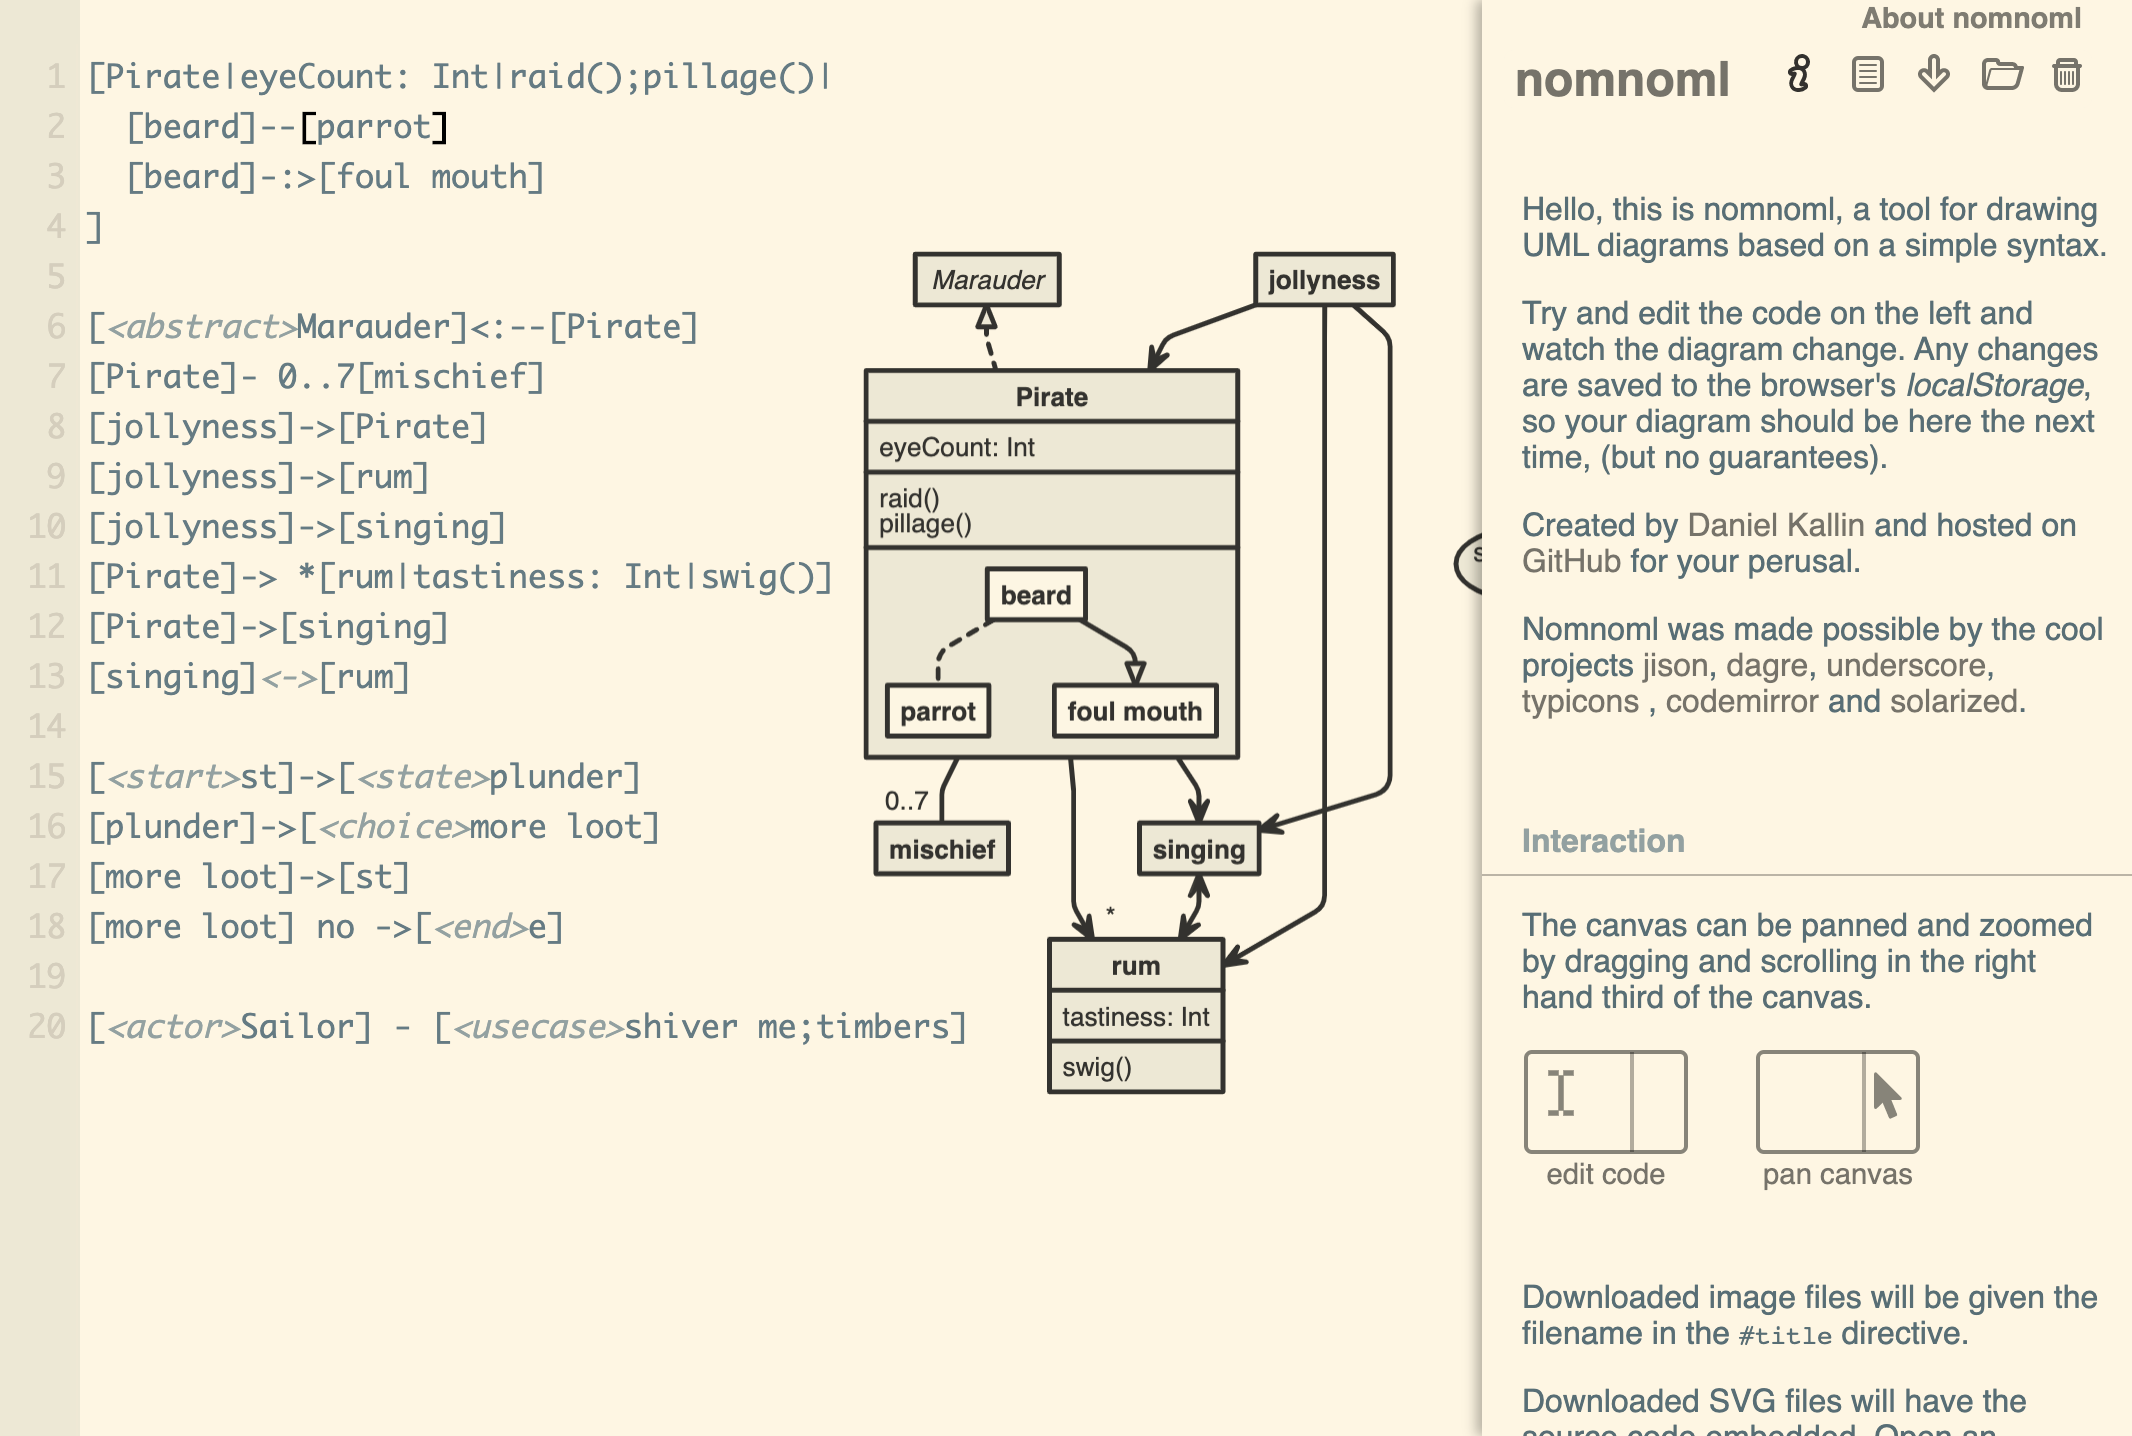 1 [Pirate|eyeCount: Int|raid();pillage()|
2 [beard]--[parrot]
3 [beard]-:>[foul mouth]
4 ]
5
6 [<abstract>Marauder]<:--[Pirate]
7 [Pirate]- 0..7[mischief]
8 [jollyness]->[Pirate]
9 [jollyness]->[rum]
10 [jollyness]->[singing]
11 [Pirate]-> *[rum|tastiness: Int|swig()]
12 [Pirate]->[singing]
13 [singing]<->[rum]
14
15 [<start>st]->[<state>plunder]
16 [plunder]->[<choice>more loot]
17 [more loot]->[st]
18 [more loot] no ->[<end>e]
19
20 [<actor>Sailor] - [<usecase>shiver me;timbers]
Marauder
jollyness
Pirate
eyeCount: Int
raid()
pillage()
beard
parrot
foul mouth
0..7
mischief
singing
*
rum
tastiness: Int
swig()
About nomnoml
nomnoml
Hello, this is nomnoml, a tool for drawing
UML diagrams based on a simple syntax.
Try and edit the code on the left and
watch the diagram change. Any changes
are saved to the browser's localStorage,
so your diagram should be here the next
time, (but no guarantees).
Created by Daniel Kallin and hosted on
GitHub for your perusal.
Nomnoml was made possible by the cool
projects jison, dagre, underscore,
typicons , codemirror and solarized.
Interaction
The canvas can be panned and zoomed
by dragging and scrolling in the right
hand third of the canvas.
edit code
pan canvas
Downloaded image files will be given the
filename in the #title directive.
Downloaded SVG files will have the
source code embedded. Open an